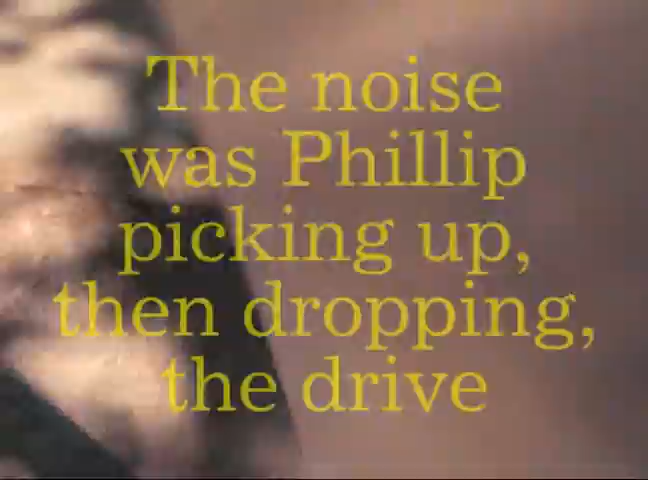 The noise
was Phillip
picking up,
then dropping,
the drive